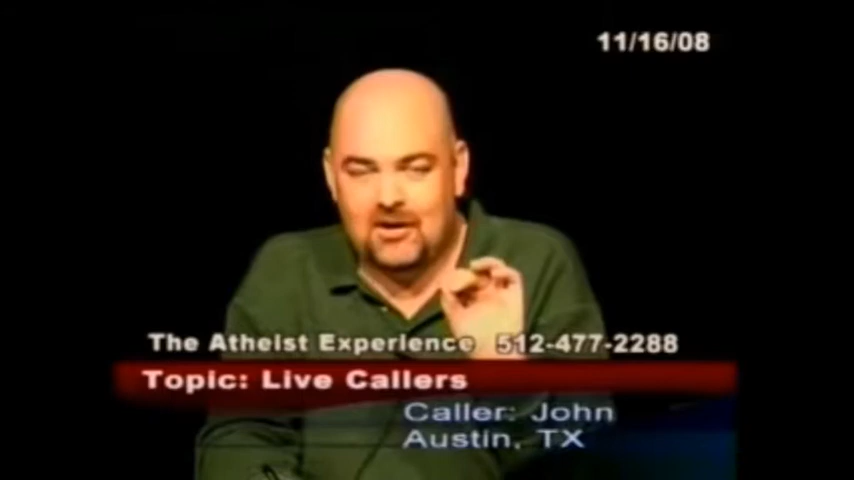 11/16/08
The Atheist Experience 512-477-2288
Topic: Live Callers
Caller: John
Austin, TX